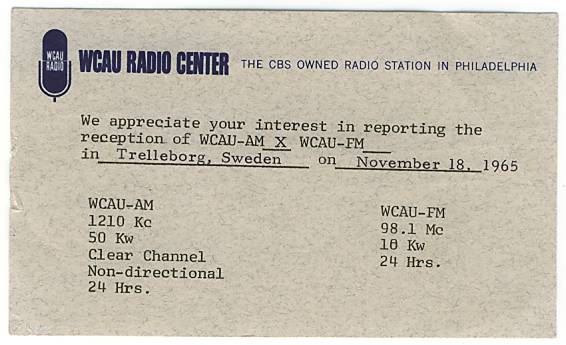 WCAU
RADIO
WCAU RADIO CENTER THE CBS OWNED RADIO STATION IN PHILADELPHIA
We appreciate your interest in reporting the
reception of WCAU-AM X WCAU-FM
in Trelleborg, Sweden on November 18, 1965
WCAU-AM
1210 Kc
50 Kw
Clear Channel
Non-directional
24 Hrs.
WCAU-FM
98.1 Mc
10 Kw
24 Hrs.